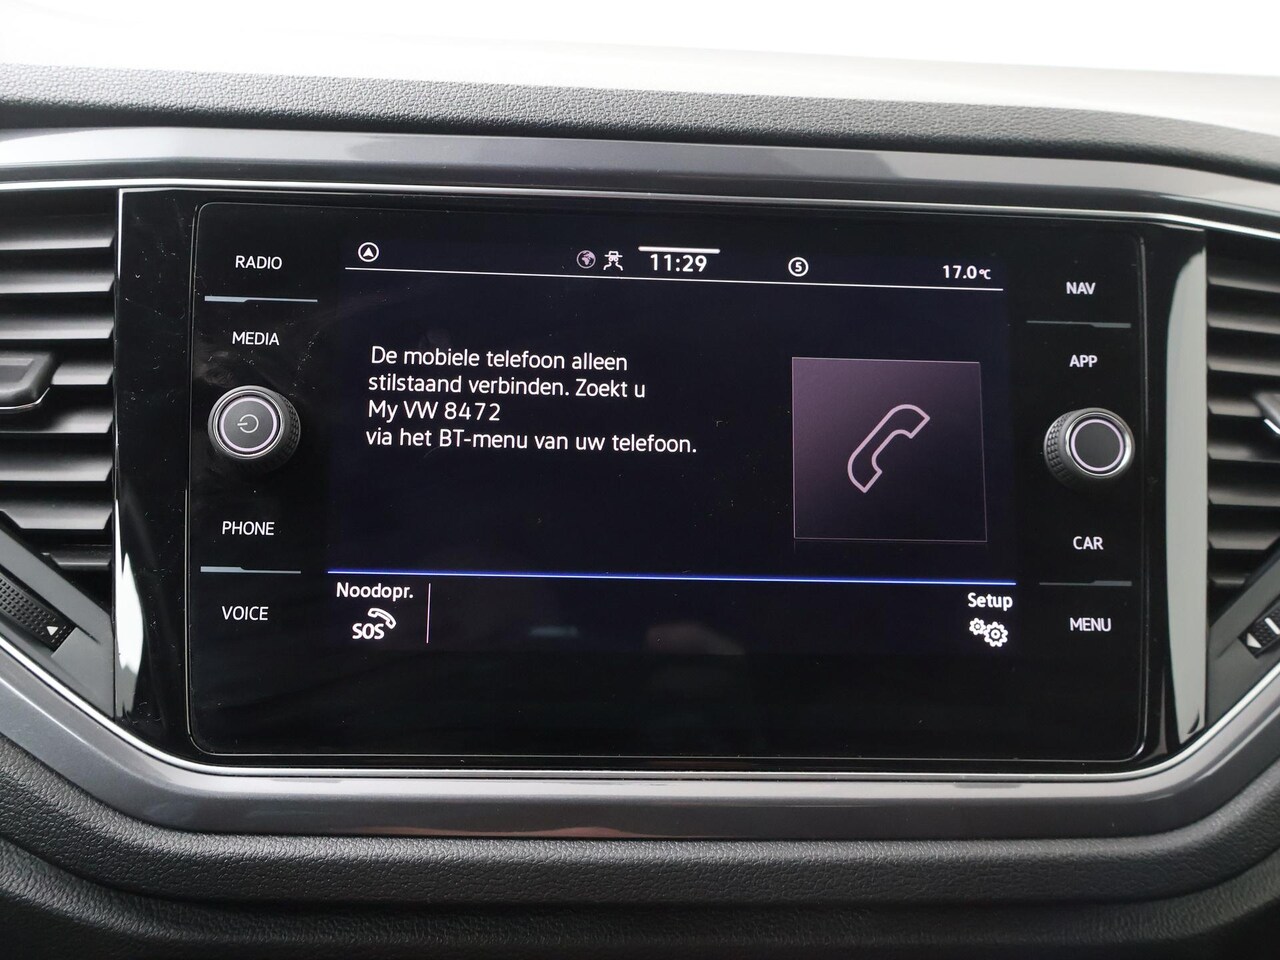 RADIO
MEDIA
PHONE
VOICE
11:29
5
17.0°C
De mobiele telefoon alleen
stilstaand verbinden. Zoekt u
My VW 8472
via het BT-menu van uw telefoon.
Noodopr.
SOS
Setup
NAV
APP
CAR
MENU